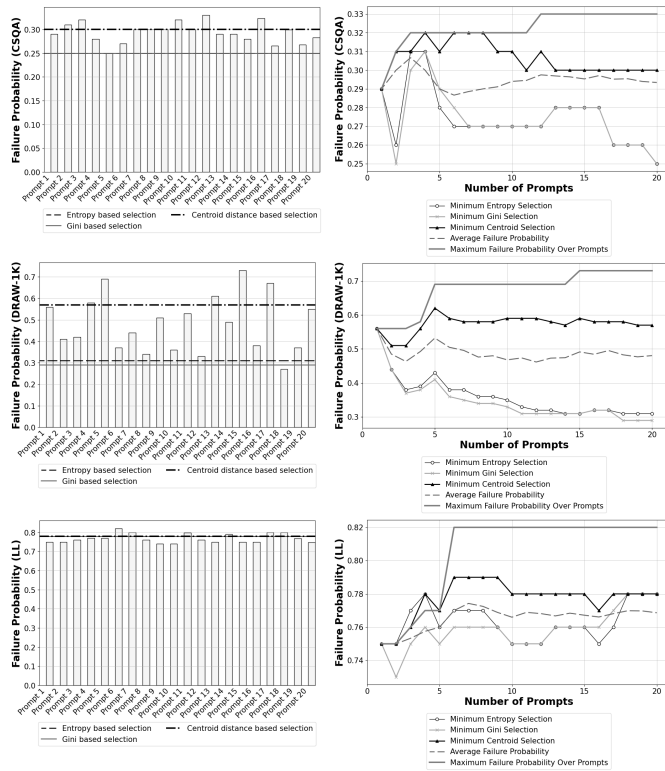 Failure Probability (CSQA)
0.30
0.25
0.20
0.15
0.10
0.05
0.00
Prompt 1
Prompt 2
Prompt 3
Prompt 4
Prompt 5
Prompt 6
Prompt 7
Prompt 8
Prompt 9
Prompt 10
Prompt 11
Prompt 12
Prompt 13
Prompt 14
Prompt 15
Prompt 16
Prompt 17
Prompt 18
Prompt 19
Prompt 20
Entropy based selection
Gini based selection
Centroid distance based selection
Failure Probability (CSQA)
0.33
0.32
0.31
0.30
0.29
0.28
0.27
0.26
0.25
0 5 10 15 20
Number of Prompts
Minimum Entropy Selection
Minimum Gini Selection
Minimum Centroid Selection
Average Failure Probability
Maximum Failure Probability Over Prompts
Failure Probability (DRAW-1K)
0.7
0.6
0.5
0.4
0.3
0.2
0.1
0.0
Prompt 1
Prompt 2
Prompt 3
Prompt 4
Prompt 5
Prompt 6
Prompt 7
Prompt 8
Prompt 9
Prompt 10
Prompt 11
Prompt 12
Prompt 13
Prompt 14
Prompt 15
Prompt 16
Prompt 17
Prompt 18
Prompt 19
Prompt 20
Entropy based selection
Gini based selection
Centroid distance based selection
Failure Probability (DRAW-1K)
0.7
0.6
0.5
0.4
0.3
0 5 10 15 20
Number of Prompts
Minimum Entropy Selection
Minimum Gini Selection
Minimum Centroid Selection
Average Failure Probability
Maximum Failure Probability Over Prompts
Failure Probability (LL)
0.8
0.7
0.6
0.5
0.4
0.3
0.2
0.1
0.0
Prompt 1
Prompt 2
Prompt 3
Prompt 4
Prompt 5
Prompt 6
Prompt 7
Prompt 8
Prompt 9
Prompt 10
Prompt 11
Prompt 12
Prompt 13
Prompt 14
Prompt 15
Prompt 16
Prompt 17
Prompt 18
Prompt 19
Prompt 20
Entropy based selection
Gini based selection
Centroid distance based selection
Failure Probability (LL)
0.82
0.80
0.78
0.76
0.74
0 5 10 15 20
Number of Prompts
Minimum Entropy Selection
Minimum Gini Selection
Minimum Centroid Selection
Average Failure Probability
Maximum Failure Probability Over Prompts